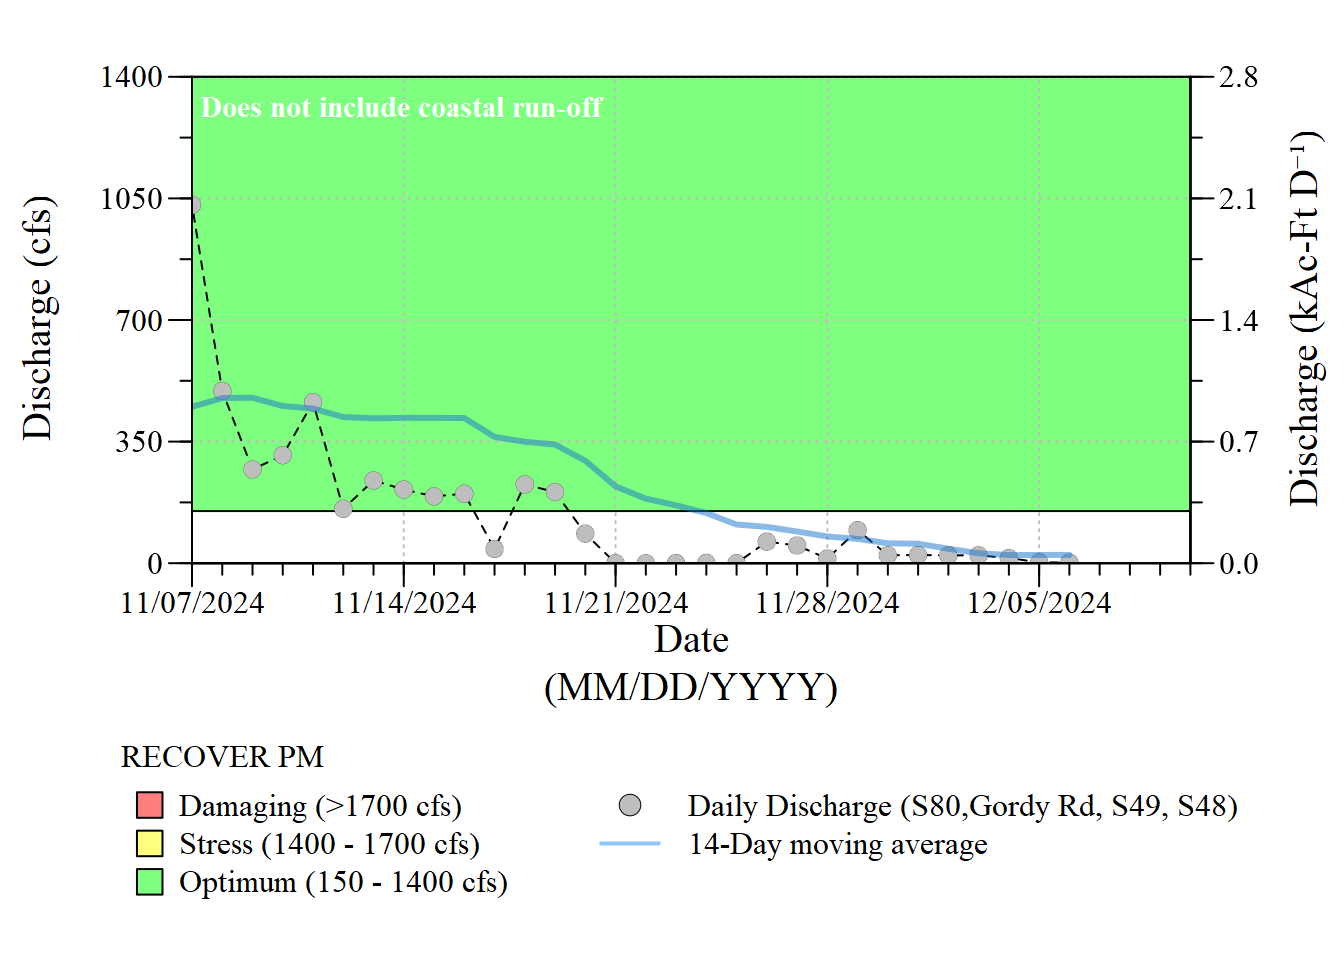 Does not include coastal run-off
1400
1050
700
350
0
Discharge (cfs)
2.8
2.1
1.4
0.7
0.0
Discharge (kAc-Ft D⁻¹)
11/07/2024 11/14/2024 11/21/2024 11/28/2024 12/05/2024
Date
(MM/DD/YYYY)
RECOVER PM
Damaging (>1700 cfs)
Stress (1400 - 1700 cfs)
Optimum (150 - 1400 cfs)
Daily Discharge (S80,Gordy Rd, S49, S48)
14-Day moving average